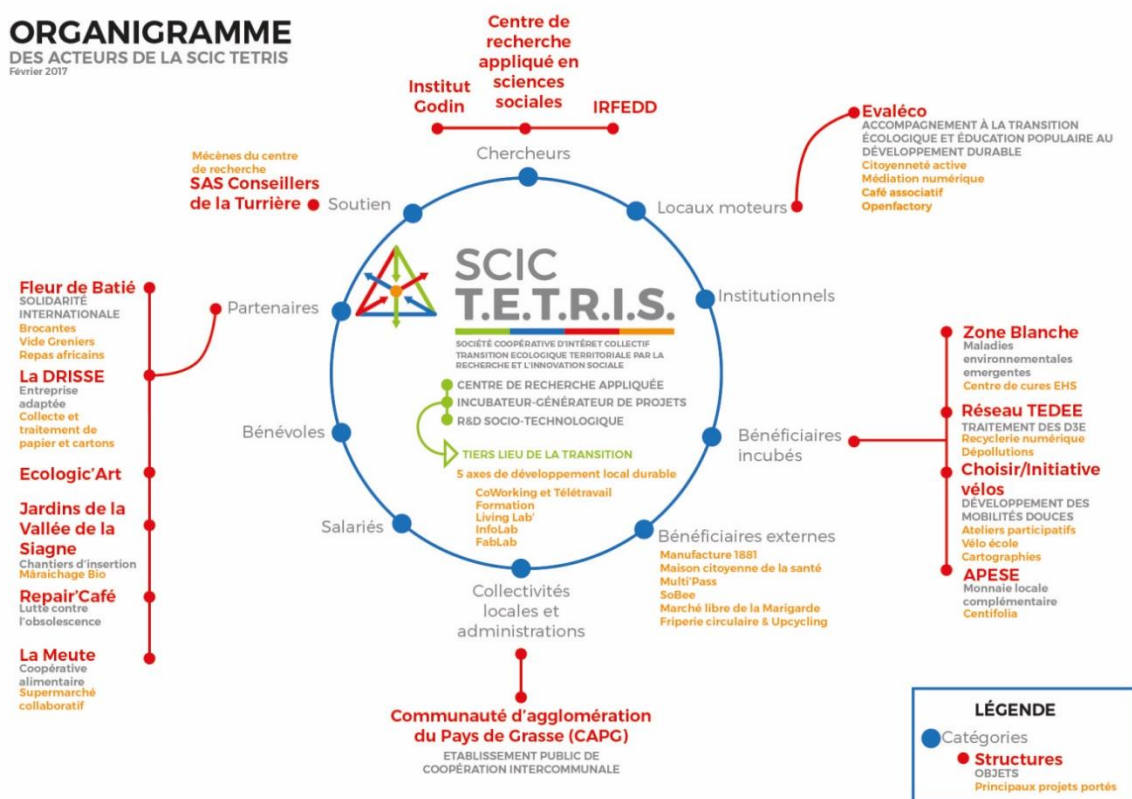 ORGANIGRAMME
DES ACTEURS DE LA SCIC TETRIS
Février 2017
Institut
Godin
Centre de
recherche
appliqué en
sciences
sociales
IRFEDD
Chercheurs
Mécènes du centre
de recherche
SAS Conseillers
de la Turrière
Soutien
Locaux moteurs
Evaléco
ACCOMPAGNEMENT À LA TRANSITION
ÉCOLOGIQUE ET ÉDUCATION POPULAIRE AU
DÉVELOPPEMENT DURABLE
Citoyenneté active
Médiation numérique
Café associatif
Openfactory
Partenaires
Fleur de Batié
SOLIDARITÉ
INTERNATIONALE
Brocantes
Vide Greniers
Repas africains
La DRISSE
Entreprise
adaptée
Collecte et
traitement de
papier et cartons
Ecologic'Art
Jardins de la
Vallée de la
Siagne
Chantiers d'insertion
Mâraichage Bio
Repair'Café
Lutte contre
l'obsolescence
La Meute
Coopérative
alimentaire
Supermarché
collaboratif
Bénévoles
Salariés
SCIC
T.E.T.R.I.S.
SOCIÉTÉ COOPÉRATIVE D'INTÉRET COLLECTIF
TRANSITION ECOLOGIQUE TERRITORIALE PAR LA
RECHERCHE ET L'INNOVATION SOCIALE
CENTRE DE RECHERCHE APPLIQUÉE
INCUBATEUR-GÉNÉRATEUR DE PROJETS
R&D SOCIO-TECHNOLOGIQUE
TIERS LIEU DE LA TRANSITION
5 axes de développement local durable
CoWorking et Télétravail
Formation
Living Lab'
InfoLab
FabLab
Institutionnels
Bénéficiaires
incubés
Zone Blanche
Maladies
environnementales
emergentes
Centre de cures EHS
Réseau TEDEE
TRAITEMENT DES D3E
Recyclerie numérique
Dépollutions
Choisir/Initiative
vélos
DÉVELOPPEMENT DES
MOBILITÉS DOUCES
Ateliers participatifs
Vélo école
Cartographies
APESE
Monnaie locale
complémentaire
Centifolia
Bénéficiaires externes
Manufacture 1881
Maison citoyenne de la santé
Multi'Pass
SoBee
Marché libre de la Marigarde
Friperie circulaire & Upcycling
Collectivités
locales et
administrations
Communauté d'agglomération
du Pays de Grasse (CAPG)
ETABLISSEMENT PUBLIC DE
COOPÉRATION INTERCOMMUNALE
LÉGENDE
Catégories
Structures
OBJETS
Principaux projets portés